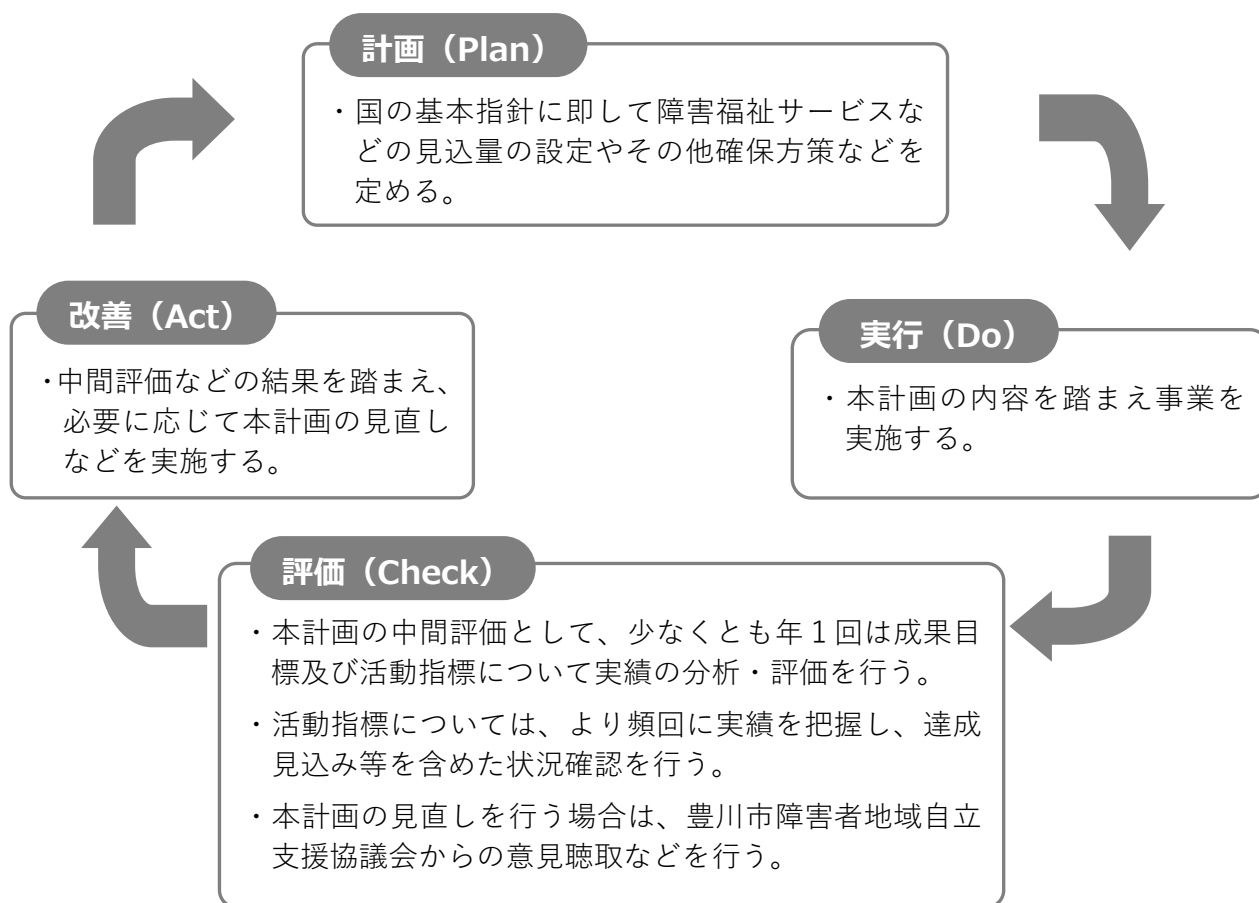 計画（Plan）
・国の基本指針に即して障害福祉サービスな
どの見込量の設定やその他確保方策などを
定める。
改善（Act）
・中間評価などの結果を踏まえ、
必要に応じて本計画の見直し
などを実施する。
実行（Do）
・本計画の内容を踏まえ事業を
実施する。
評価（Check）
・本計画の中間評価として、少なくとも年１回は成果目
標及び活動指標について実績の分析・評価を行う。
・活動指標については、より頻回に実績を把握し、達成
見込み等を含めた状況確認を行う。
・本計画の見直しを行う場合は、豊川市障害者地域自立
支援協議会からの意見聴取などを行う。